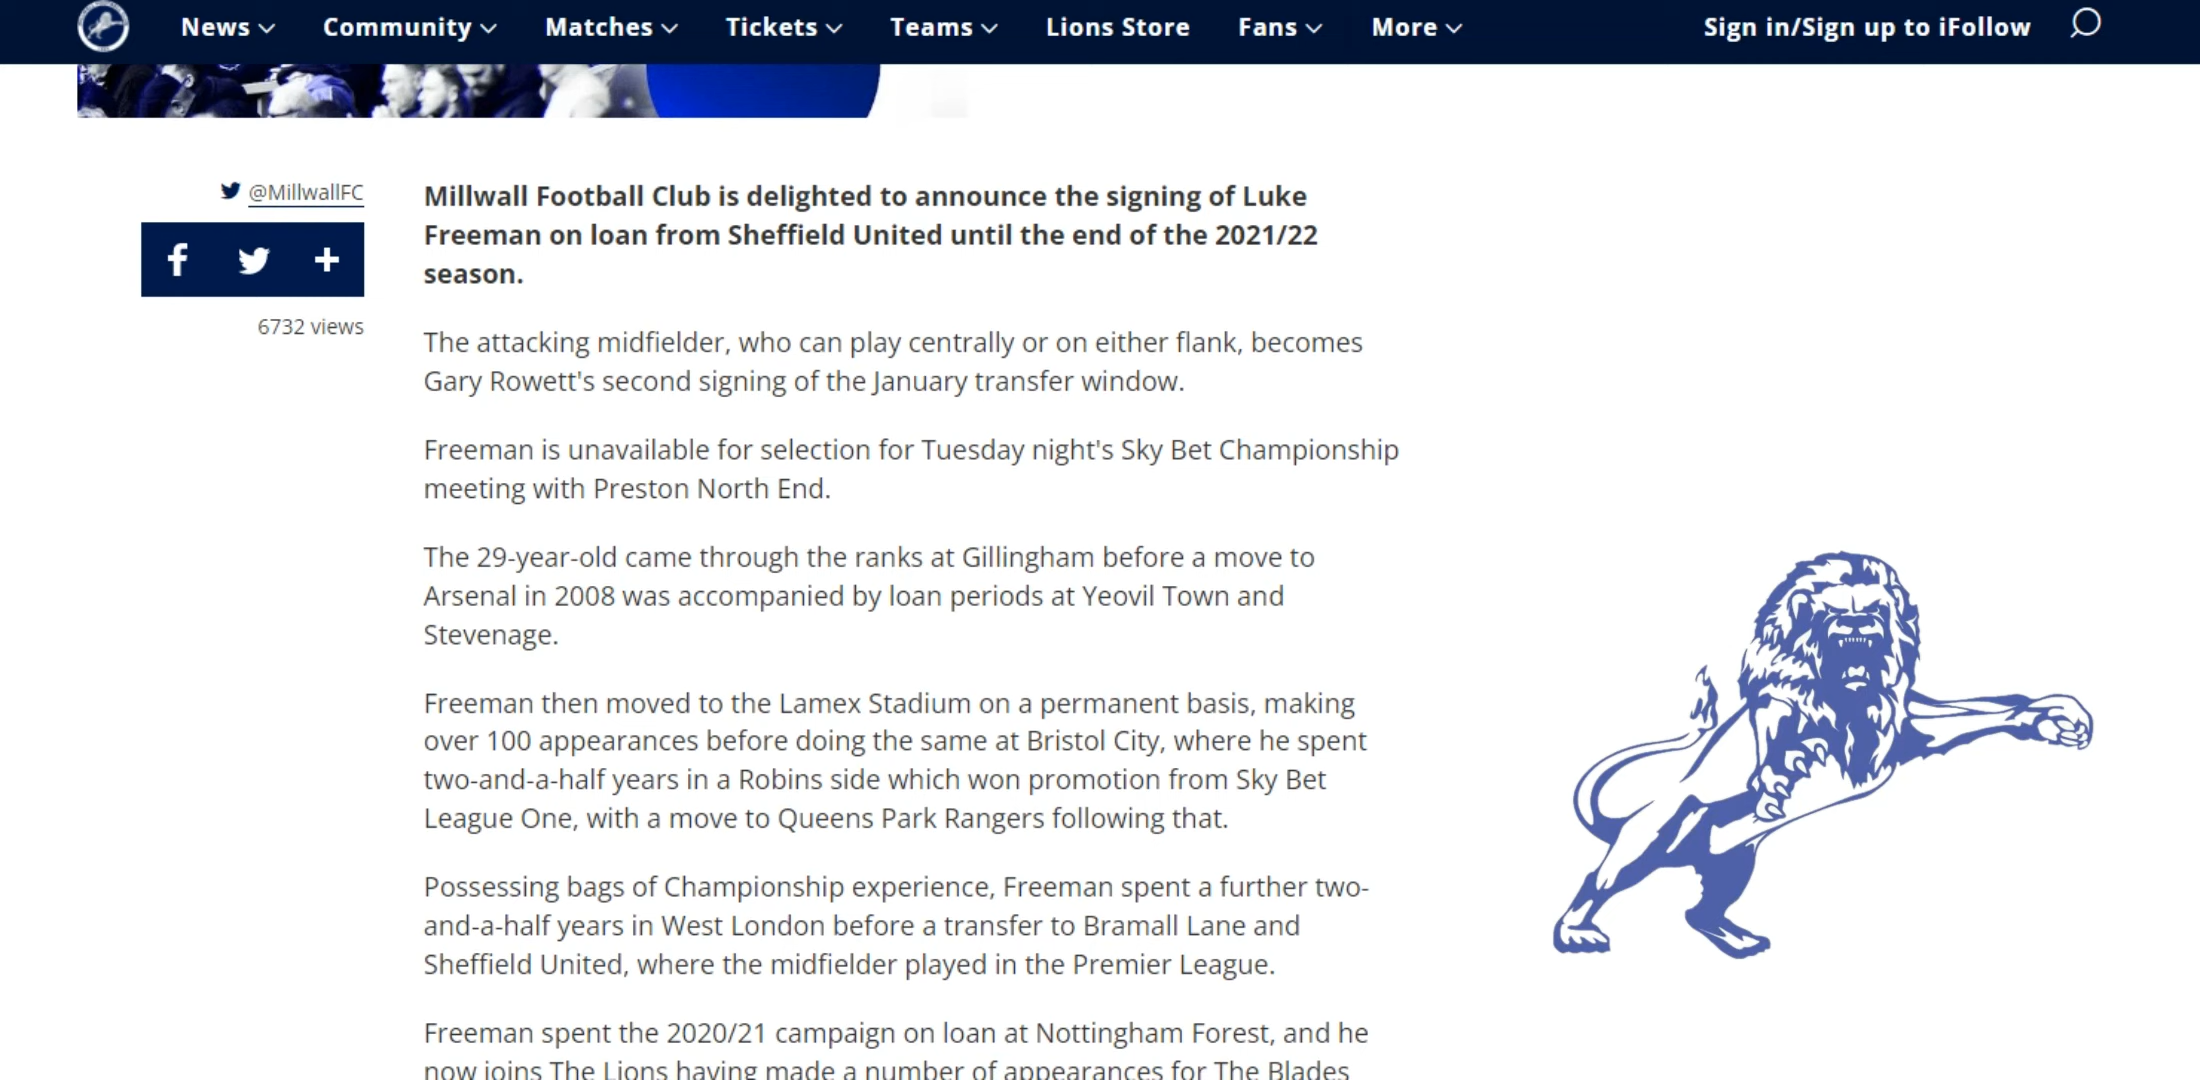 News Community Matches Tickets Teams Lions Store Fans More Sign in/Sign up to iFollow
@MillwallFC
6732 views
Millwall Football Club is delighted to announce the signing of Luke
Freeman on loan from Sheffield United until the end of the 2021/22
season.
The attacking midfielder, who can play centrally or on either flank, becomes
Gary Rowett's second signing of the January transfer window.
Freeman is unavailable for selection for Tuesday night's Sky Bet Championship
meeting with Preston North End.
The 29-year-old came through the ranks at Gillingham before a move to
Arsenal in 2008 was accompanied by loan periods at Yeovil Town and
Stevenage.
Freeman then moved to the Lamex Stadium on a permanent basis, making
over 100 appearances before doing the same at Bristol City, where he spent
two-and-a-half years in a Robins side which won promotion from Sky Bet
League One, with a move to Queens Park Rangers following that.
Possessing bags of Championship experience, Freeman spent a further two-
and-a-half years in West London before a transfer to Bramall Lane and
Sheffield United, where the midfielder played in the Premier League.
Freeman spent the 2020/21 campaign on loan at Nottingham Forest, and he
now joins The Lions having made a number of appearances for The Blades